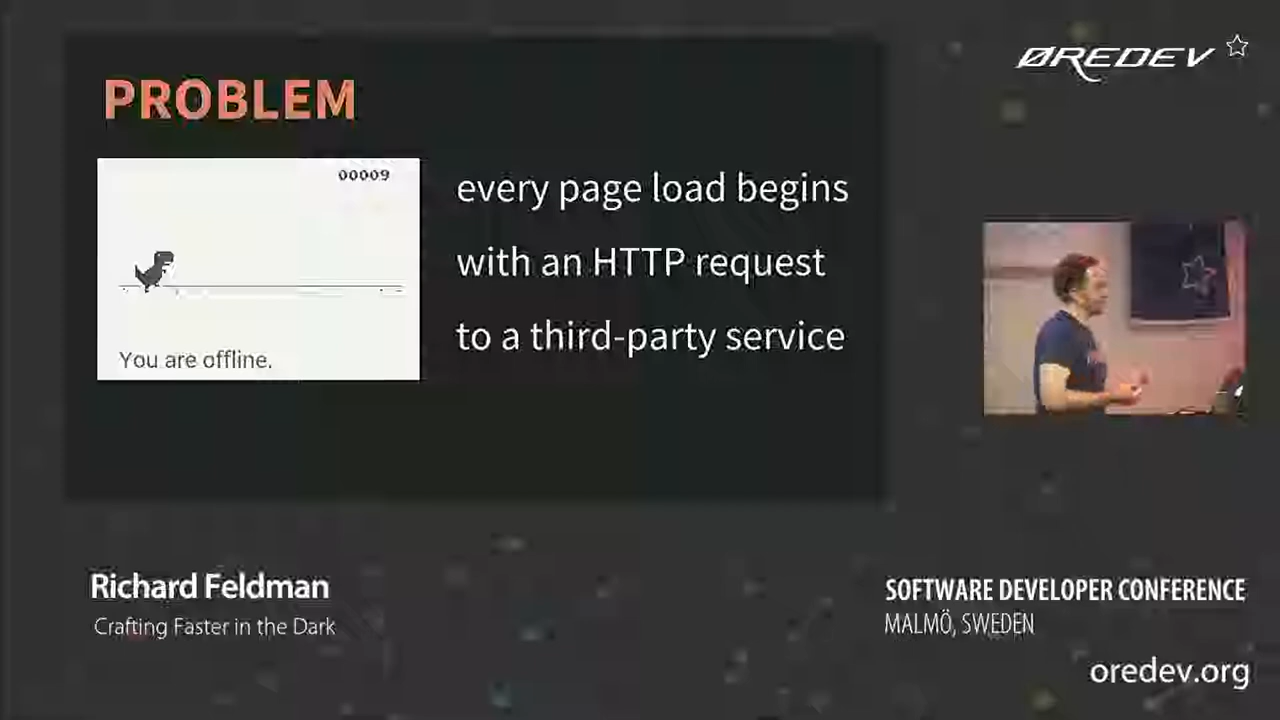 ØREDEV
PROBLEM
00009
You are offline.
every page load begins
with an HTTP request
to a third-party service
Richard Feldman
Crafting Faster in the Dark
SOFTWARE DEVELOPER CONFERENCE
MALMÖ, SWEDEN
oredev.org